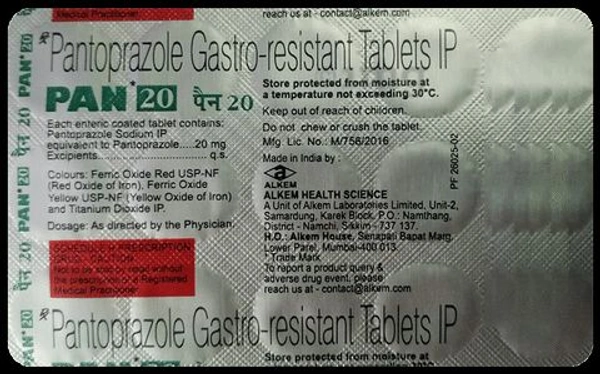 Medical Practitioner.
reach us at - contact@alkem.com
Pantoprazole Gastro-resistant Tablets IP
PAN* 20 पैन 20
Each enteric coated tablet contains:
Pantoprazole Sodium IP
equivalent to Pantoprazole.....20 mg
Excipients.................................q.s.
Colours: Ferric Oxide Red USP-NF
(Red Oxide of Iron), Ferric Oxide
Yellow USP-NF (Yellow Oxide of Iron)
and Titanium Dioxide IP.
Dosage: As directed by the Physician
SCHEDULE H PRESCRIPTION
DRUG - CAUTION
Not to be sold by retail without
the prescription of a Registered
Medical Practitioner.
Store protected from moisture at
a temperature not exceeding 30°C.
Keep out of reach of children.
Do not chew or crush the tablet.
Mfg. Lic. No.: M/756/2016
Made in India by :
ALKEM
ALKEM HEALTH SCIENCE
A Unit of Alkem Laboratories Limited, Unit-2,
Samardung, Karek Block, P.O.: Namthang,
District - Namchi, Sikkim - 737 137.
H.O.: Alkem House, Senapati Bapat Marg,
Lower Parel, Mumbai-400 013.
* Trade Mark
To report a product query &
adverse drug event, please
reach us at - contact@alkem.com
PF 26025-02
PAN* 20 पैन 20 PAN* 20 पैन 20 PAN* 20
Pantoprazole Gastro-resistant Tablets IP
Store protected from moisture at